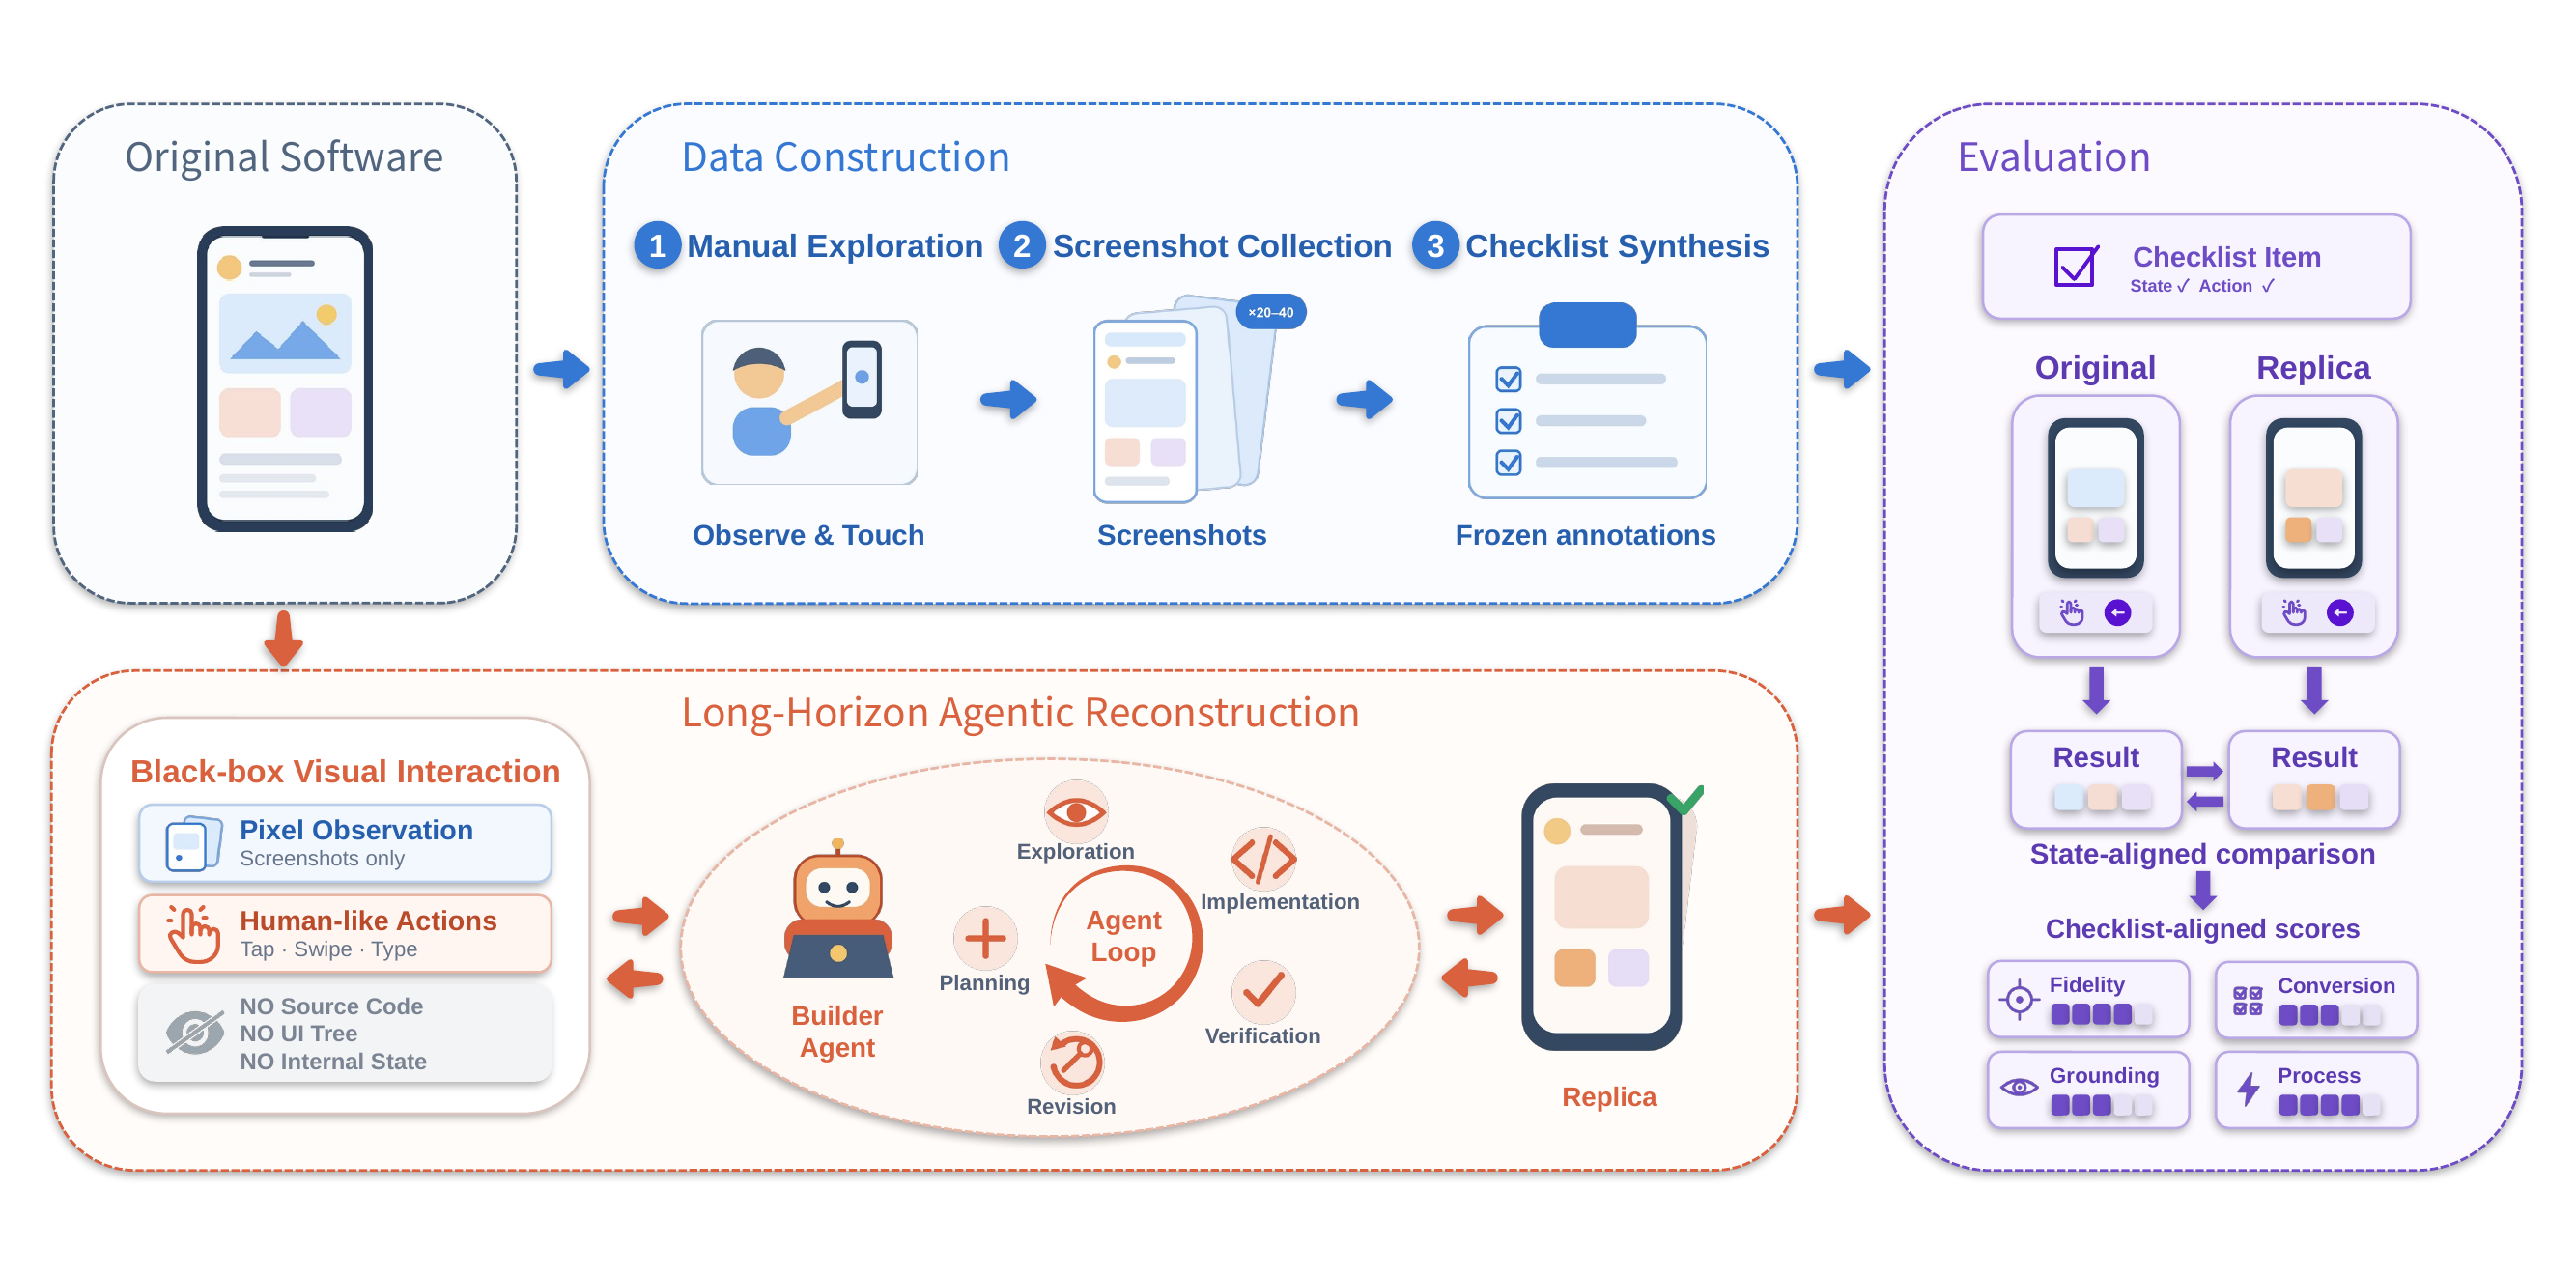 Original Software
Data Construction
1 Manual Exploration
2 Screenshot Collection
3 Checklist Synthesis
×20–40
Observe & Touch
Screenshots
Frozen annotations
Long-Horizon Agentic Reconstruction
Black-box Visual Interaction
Pixel Observation
Screenshots only
Human-like Actions
Tap · Swipe · Type
NO Source Code
NO UI Tree
NO Internal State
Builder
Agent
Exploration
Implementation
Planning
Agent
Loop
Verification
Revision
Replica
Evaluation
Checklist Item
State ✓ Action ✓
Original
Replica
Result
Result
State-aligned comparison
Checklist-aligned scores
Fidelity
Conversion
Grounding
Process